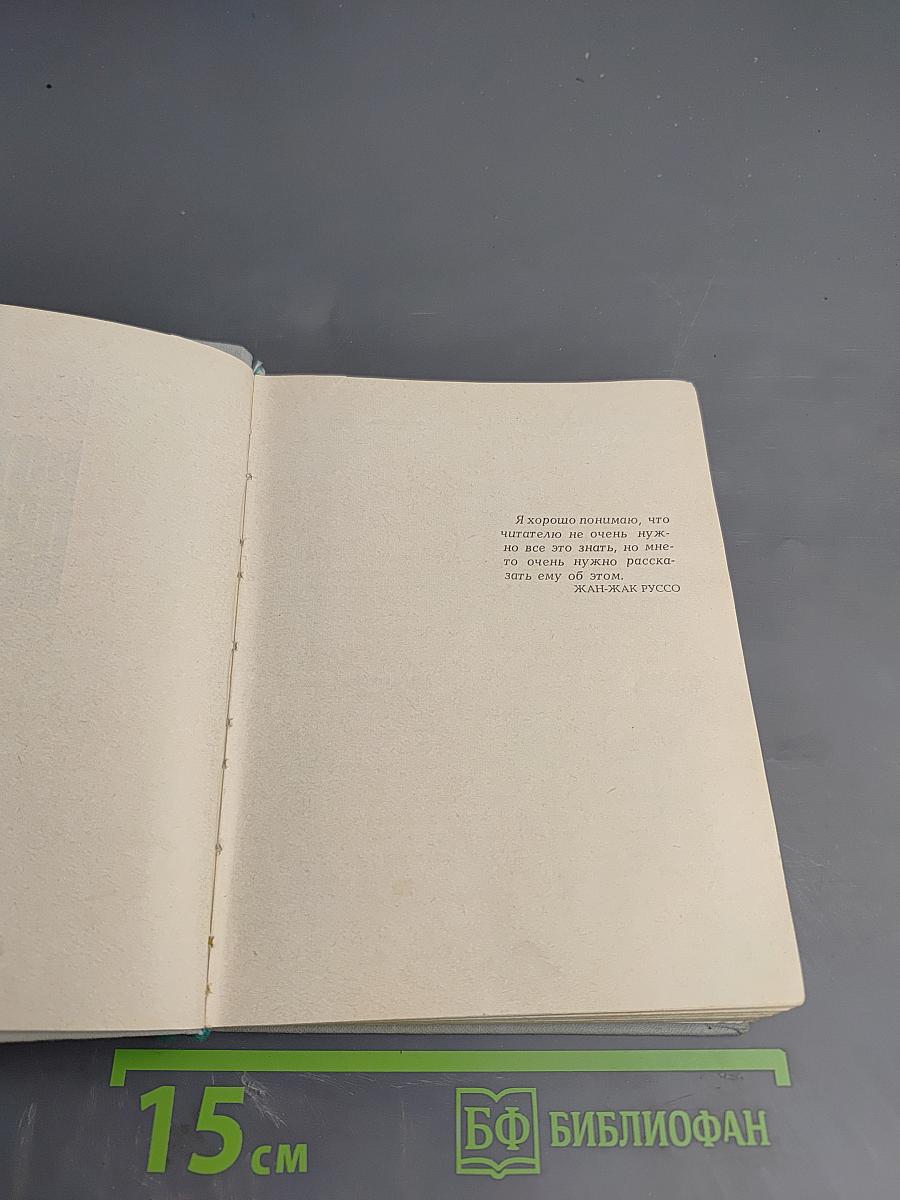 Я хорошо понимаю, что
читателю не очень нуж-
но все это знать, но мне-
то очень нужно расска-
зать ему об этом.
ЖАН-ЖАК РУССО
15 см
БФ БИБЛИОФАН